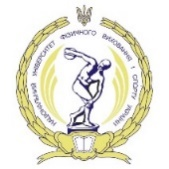 НАЦІОНАЛЬНИЙ УНІВЕРСИТЕТ ФІЗИЧНОГО ВИХОВАННЯ І СПОРТУ УКРАЇНИ